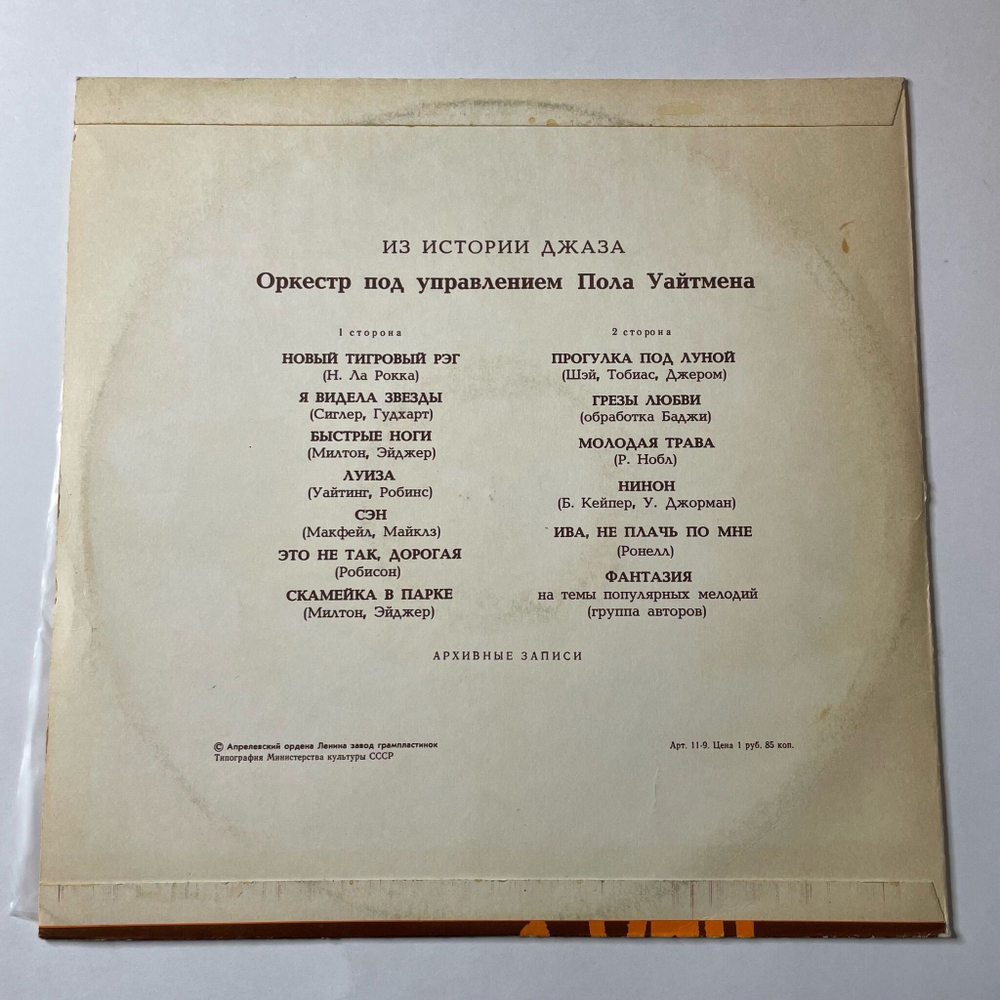 ИЗ ИСТОРИИ ДЖАЗА
Оркестр под управлением Пола Уайтмена
1 сторона
НОВЫЙ ТИГРОВЫЙ РЭГ
(Н. Ла Рокка)
Я ВИДЕЛА ЗВЕЗДЫ
(Сиглер, Гудхарт)
БЫСТРЫЕ НОГИ
(Милтон, Эйджер)
ЛУИЗА
(Уайтинг, Робинс)
СЭН
(Макфейл, Майклз)
ЭТО НЕ ТАК, ДОРОГАЯ
(Робисон)
СКАМЕЙКА В ПАРКЕ
(Милтон, Эйджер)
2 сторона
ПРОГУЛКА ПОД ЛУНОЙ
(Шэй, Тобиас, Джером)
ГРЕЗЫ ЛЮБВИ
(обработка Баджи)
МОЛОДАЯ ТРАВА
(Р. Нобл)
НИНОН
(Б. Кейпер, У. Джорман)
ИВА, НЕ ПЛАЧЬ ПО МНЕ
(Ронелл)
ФАНТАЗИЯ
на темы популярных мелодий
(группа авторов)
АРХИВНЫЕ ЗАПИСИ
© Апрелевский ордена Ленина завод грампластинок
Типография Министерства культуры СССР
Арт. 11-9. Цена 1 руб. 85 коп.